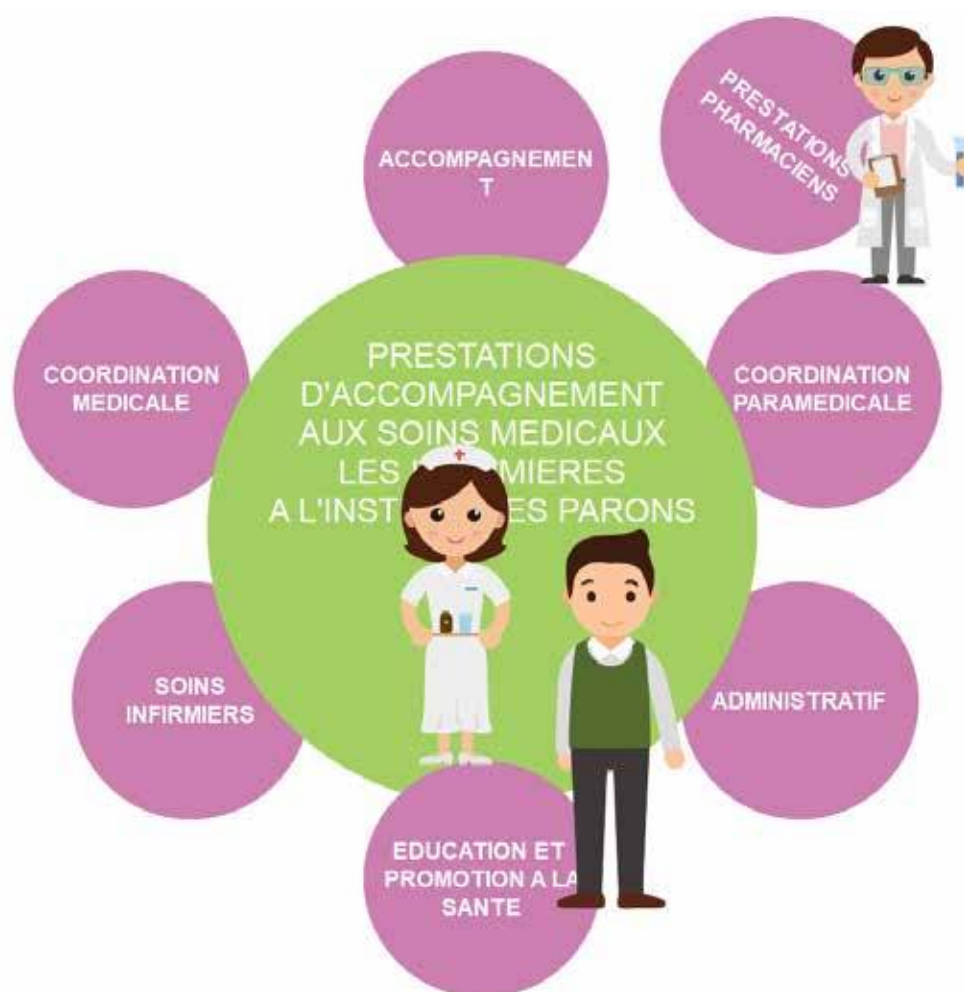 ACCOMPAGNEMEN
T
PRESTATIONS
PHARMACIENS
COORDINATION
MEDICALE
PRESTATIONS
D'ACCOMPAGNEMENT
AUX SOINS MEDICAUX
LES
A L'INST PARONS
COORDINATION
PARAMEDICALE
SOINS
INFIRMIERS
ADMINISTRATIF
EDUCATION ET
PROMOTION A LA
SANTE